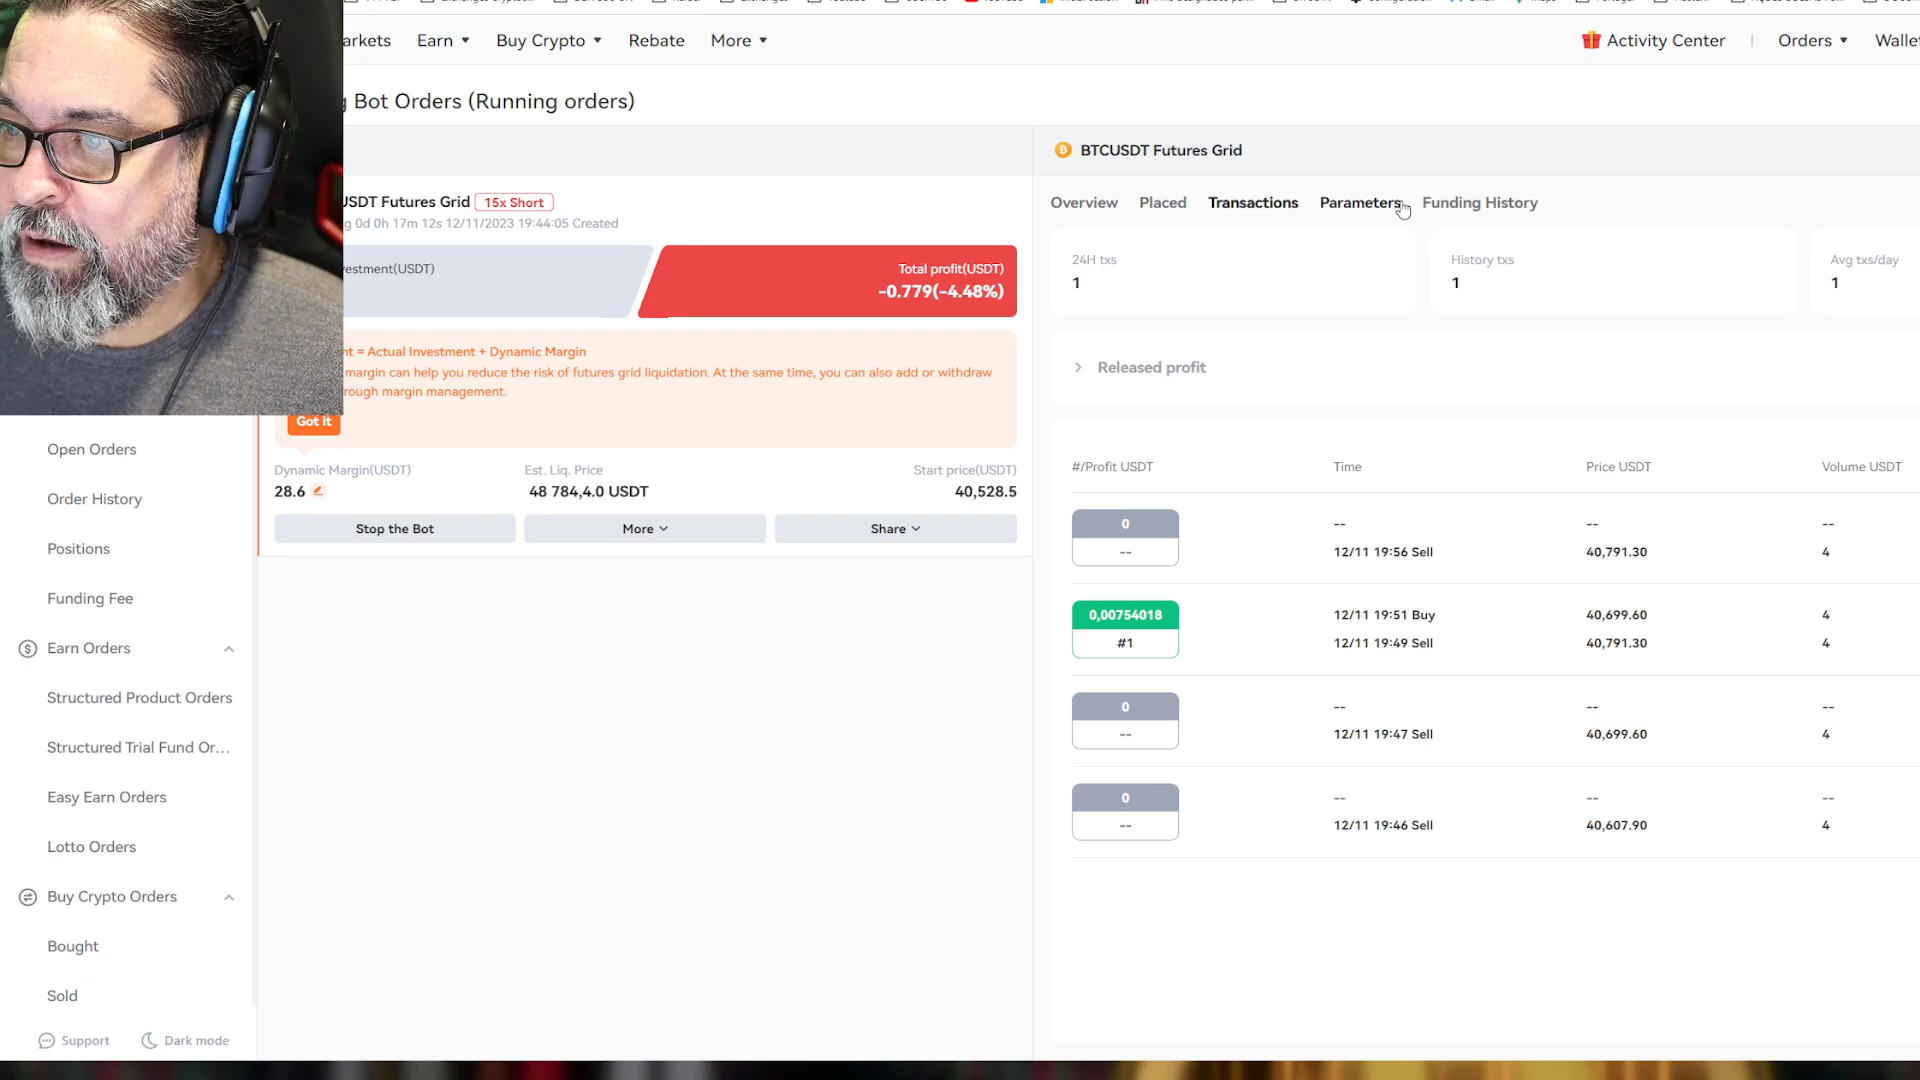 arkets
Earn
Buy Crypto
Rebate
More
Activity Center
Orders
Walle
g Bot Orders (Running orders)
BTCUSDT Futures Grid
USDT Futures Grid
15x Short
g 0d 0h 17m 12s 12/11/2023 19:44:05 Created
Overview
Placed
Transactions
Parameters
Funding History
vestment(USDT)
Total profit(USDT)
-0.779(-4.48%)
24H txs
1
History txs
1
Avg txs/day
1
nt = Actual Investment + Dynamic Margin
margin can help you reduce the risk of futures grid liquidation. At the same time, you can also add or withdraw
rough margin management.
Got it
Released profit
Dynamic Margin(USDT)
28.6
Est. Liq. Price
48 784,4.0 USDT
Start price(USDT)
40,528.5
Stop the Bot
More
Share
#/Profit USDT
Time
Price USDT
Volume USDT
0
--
--
--
--
12/11 19:56 Sell
40,791.30
4
0,00754018
12/11 19:51 Buy
40,699.60
4
#1
12/11 19:49 Sell
40,791.30
4
0
--
--
--
--
12/11 19:47 Sell
40,699.60
4
0
--
--
--
--
12/11 19:46 Sell
40,607.90
4
Open Orders
Order History
Positions
Funding Fee
Earn Orders
Structured Product Orders
Structured Trial Fund Or...
Easy Earn Orders
Lotto Orders
Buy Crypto Orders
Bought
Sold
Support
Dark mode